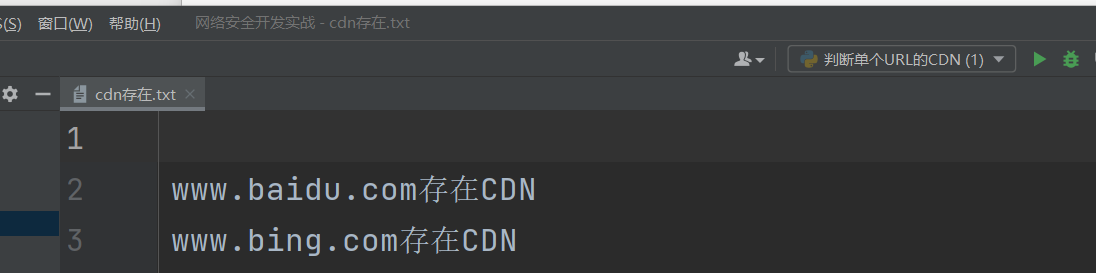 S(S) 窗口(W) 帮助(H) 网络安全开发实战 - cdn存在.txt
判断单个URL的CDN (1)
cdn存在.txt
1
2 www.baidu.com存在CDN
3 www.bing.com存在CDN